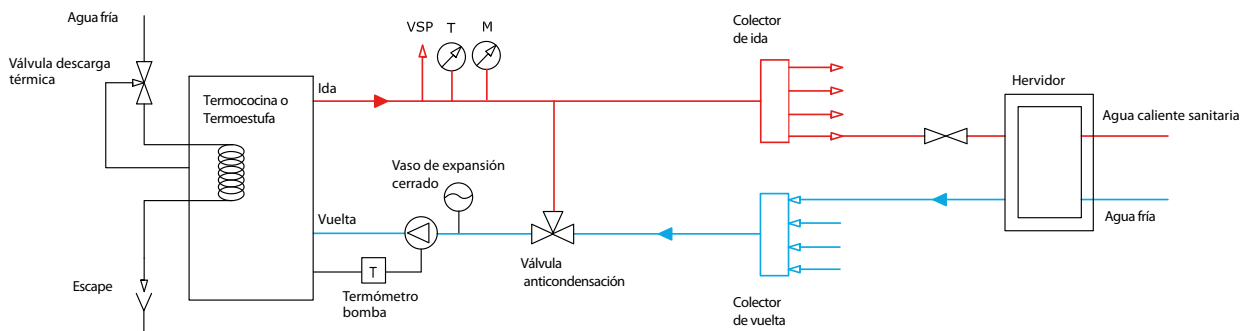 Agua fría
Válvula descarga
térmica
Termococina o
Termoestufa
Ida
VSP
T
M
Colector
de ida
Hervidor
Agua caliente sanitaria
Agua fría
Vaso de expansión
cerrado
Vuelta
T
Termómetro
bomba
Válvula
anticondensación
Colector
de vuelta
Escape